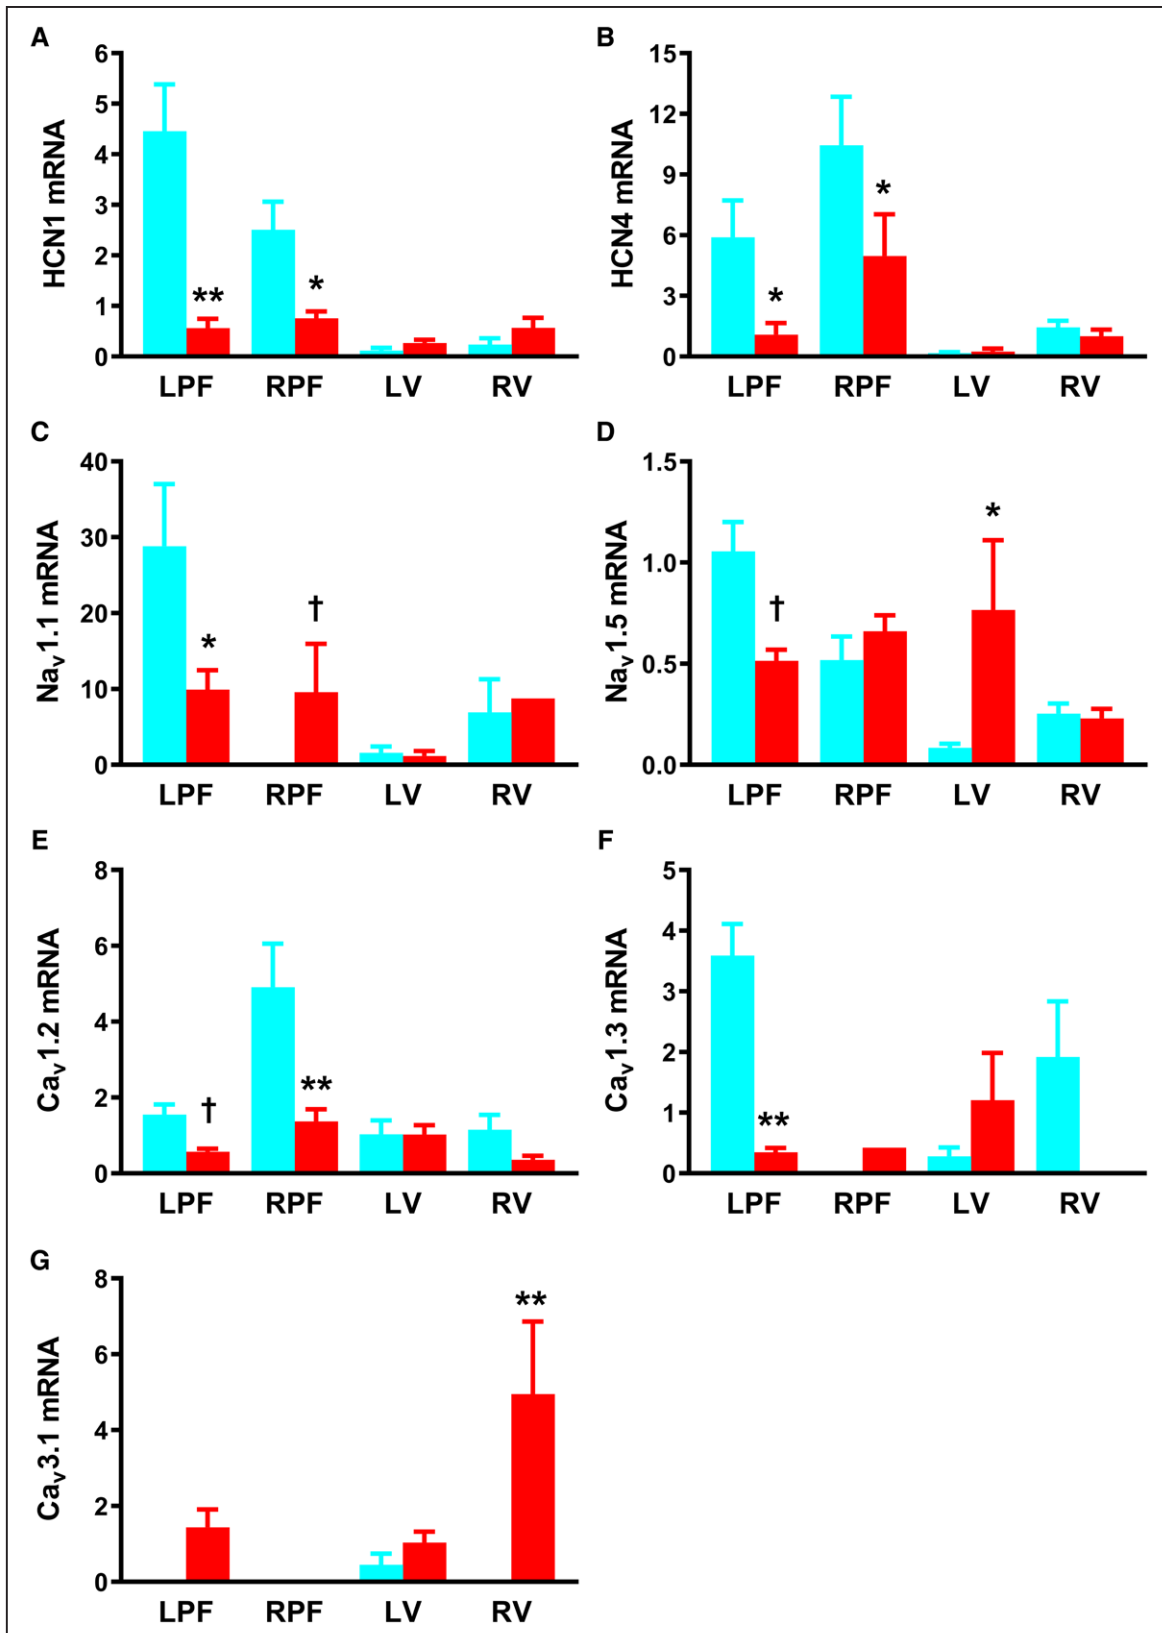 A
HCN1 mRNA
6
5
4
3
2
1
0
**
*
LPF RPF LV RV
B
HCN4 mRNA
15
12
9
6
3
0
*
*
LPF RPF LV RV
C
Nav1.1 mRNA
40
30
20
10
0
*
†
LPF RPF LV RV
D
Nav1.5 mRNA
1.5
1.0
0.5
0.0
†
*
LPF RPF LV RV
E
Cav1.2 mRNA
8
6
4
2
0
†
**
LPF RPF LV RV
F
Cav1.3 mRNA
5
4
3
2
1
0
**
LPF RPF LV RV
G
Cav3.1 mRNA
8
6
4
2
0
**
LPF RPF LV RV